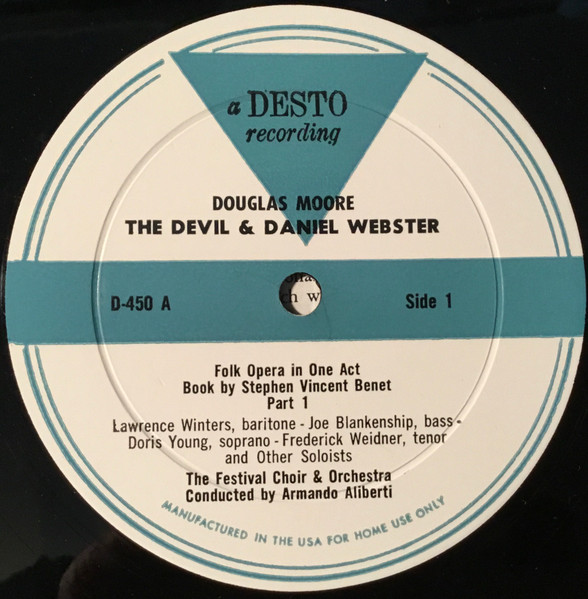 a DESTO
recording
DOUGLAS MOORE
THE DEVIL & DANIEL WEBSTER
D-450 A
Side 1
ch w
Folk Opera in One Act
Book by Stephen Vincent Benet
Part 1
Lawrence Winters, baritone - Joe Blankenship, bass -
Doris Young, soprano - Frederick Weidner, tenor
and Other Soloists
The Festival Choir & Orchestra
Conducted by Armando Aliberti
MANUFACTURED IN THE USA FOR HOME USE ONLY